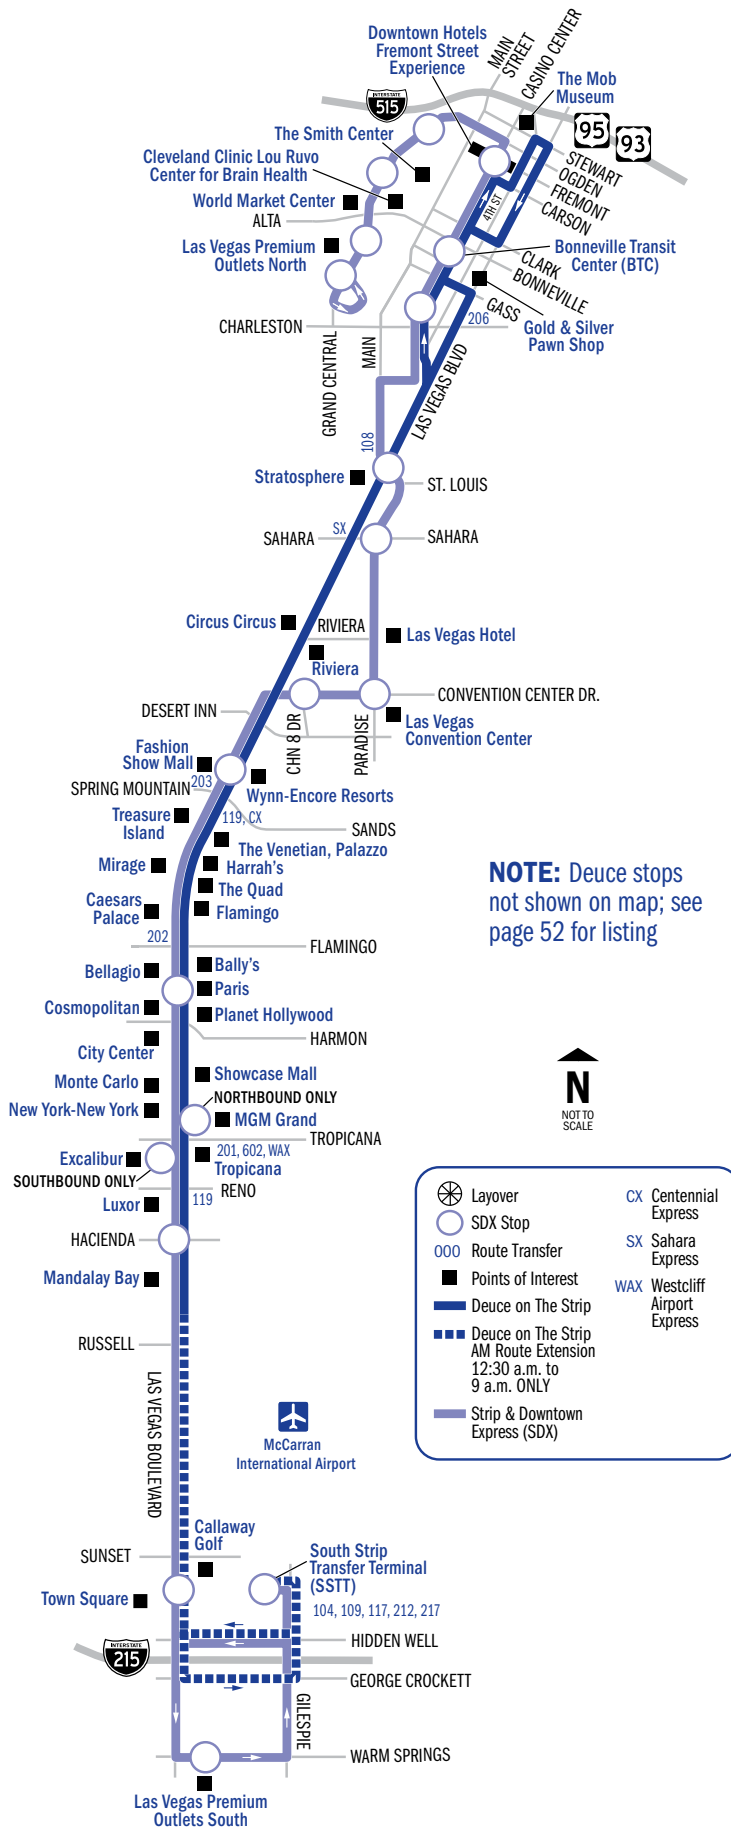 Downtown Hotels
Fremont Street
Experience
MAIN
STREET
CASINO CENTER
The Mob
Museum
INTERSTATE
515
95
93
The Smith Center
Cleveland Clinic Lou Ruvo
Center for Brain Health
World Market Center
ALTA
Las Vegas Premium
Outlets North
STEWART
OGDEN
FREMONT
CARSON
4TH ST
Bonneville Transit
Center (BTC)
CLARK
BONNEVILLE
GASS
206
Gold & Silver
Pawn Shop
CHARLESTON
GRAND CENTRAL
MAIN
LAS VEGAS BLVD
108
Stratosphere
ST. LOUIS
SX
SAHARA
SAHARA
Circus Circus
RIVIERA
Las Vegas Hotel
Riviera
CONVENTION CENTER DR.
DESERT INN
CHN 8 DR
PARADISE
Las Vegas
Convention Center
Fashion
Show Mall
203
SPRING MOUNTAIN
Wynn-Encore Resorts
Treasure
Island
119, CX
SANDS
The Venetian, Palazzo
Mirage
Harrah's
The Quad
Caesars
Palace
Flamingo
NOTE: Deuce stops
not shown on map; see
page 52 for listing
202
FLAMINGO
Bellagio
Bally's
Paris
Cosmopolitan
Planet Hollywood
HARMON
City Center
Monte Carlo
Showcase Mall
New York-New York
NORTHBOUND ONLY
MGM Grand
N
NOT TO
SCALE
TROPICANA
Excalibur
201, 602, WAX
Tropicana
SOUTHBOUND ONLY
RENO
119
Luxor
HACIENDA
Mandalay Bay
RUSSELL
LAS VEGAS BOULEVARD
Layover
SDX Stop
000 Route Transfer
Points of Interest
Deuce on The Strip
Deuce on The Strip
AM Route Extension
12:30 a.m. to
9 a.m. ONLY
Strip & Downtown
Express (SDX)
CX Centennial
Express
SX Sahara
Express
WAX Westcliff
Airport
Express
McCarran
International Airport
Callaway
Golf
SUNSET
South Strip
Transfer Terminal
(SSTT)
Town Square
104, 109, 117, 212, 217
HIDDEN WELL
INTERSTATE
215
GEORGE CROCKETT
GILESPIE
WARM SPRINGS
Las Vegas Premium
Outlets South